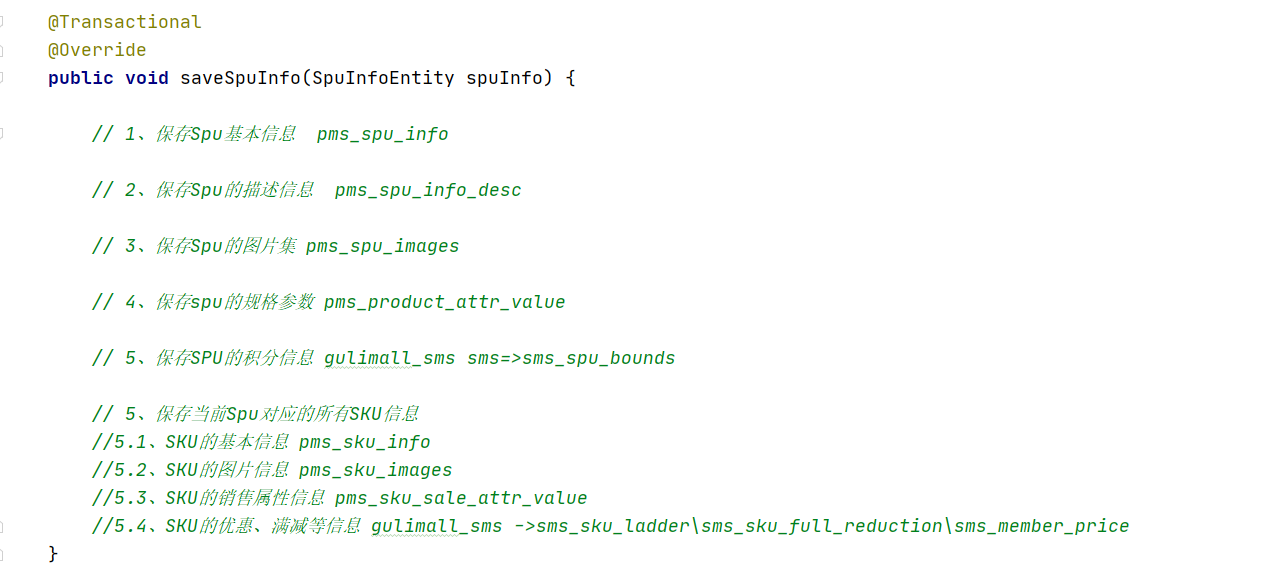 @Transactional
@Override
public void saveSpuInfo(SpuInfoEntity spuInfo) {
// 1、保存Spu基本信息  pms_spu_info
// 2、保存Spu的描述信息  pms_spu_info_desc
// 3、保存Spu的图片集 pms_spu_images
// 4、保存spu的规格参数 pms_product_attr_value
// 5、保存SPU的积分信息 gulimall_sms sms=>sms_spu_bounds
// 5、保存当前Spu对应的所有SKU信息
//5.1、SKU的基本信息 pms_sku_info
//5.2、SKU的图片信息 pms_sku_images
//5.3、SKU的销售属性信息 pms_sku_sale_attr_value
//5.4、SKU的优惠、满减等信息 gulimall_sms ->sms_sku_ladder\sms_sku_full_reduction\sms_member_price
}